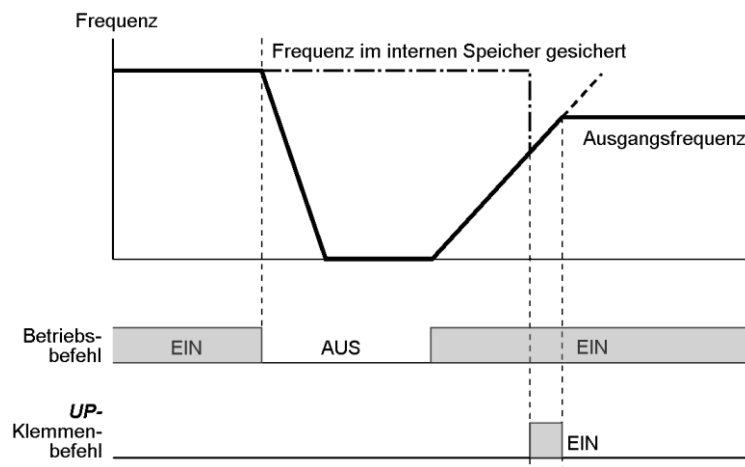 Frequenz
Frequenz im internen Speicher gesichert
Ausgangsfrequenz
Betriebs-
befehl
EIN
AUS
EIN
UP-
Klemmen-
befehl
EIN